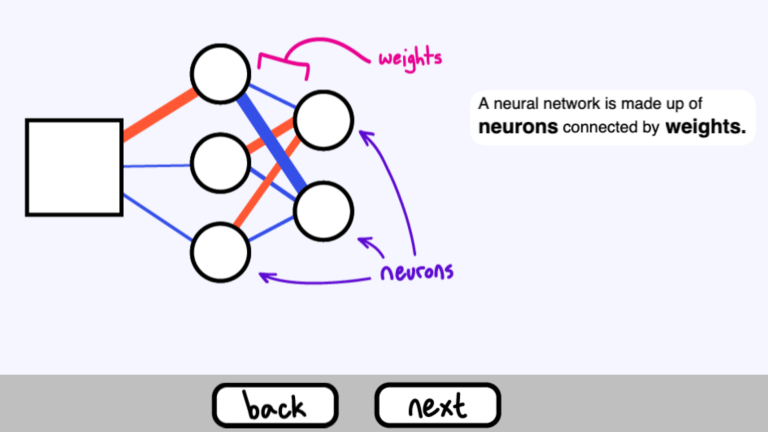 weights
A neural network is made up of
neurons connected by weights.
neurons
back
next